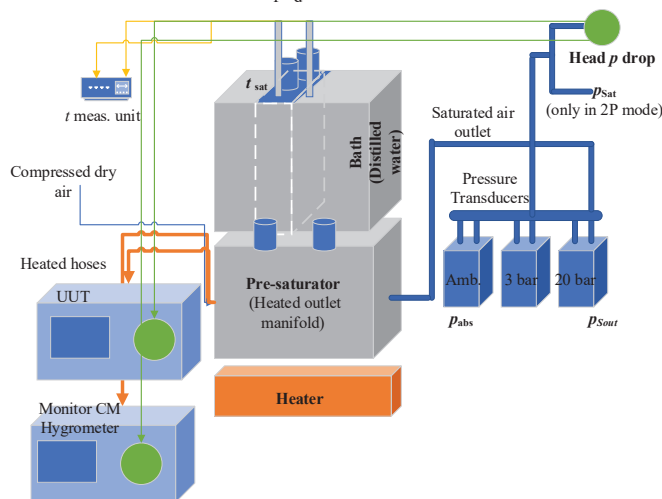 Head p drop
t sat
pSat
(only in 2P mode)
t meas. unit
Saturated air
outlet
Bath
(Distilled
water)
Compressed dry
air
Pressure
Transducers
Heated hoses
Pre-saturator
(Heated outlet
manifold)
Amb.
3 bar
20 bar
UUT
pabs
pSout
Heater
Monitor CM
Hygrometer